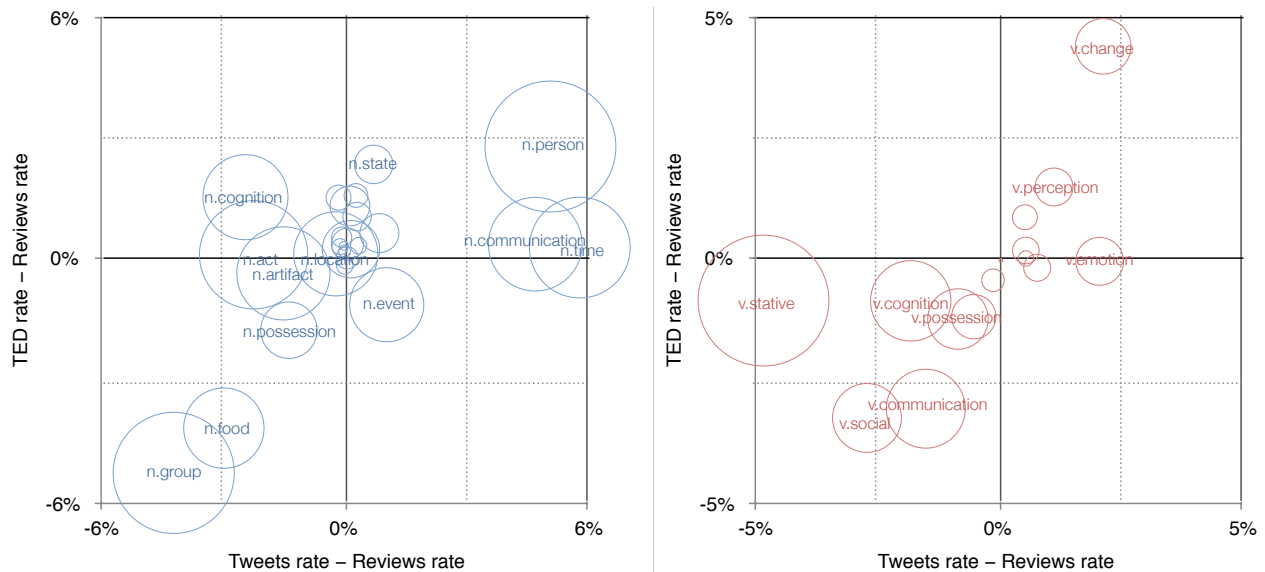 6%
n.person
n.state
n.cognition
n.communication
n.time
0%
n.act
n.location
n.artifact
n.event
n.possession
n.food
n.group
-6%
-6%
0%
6%
Tweets rate – Reviews rate
TED rate – Reviews rate
5%
v.change
v.perception
0%
v.emotion
v.stative
v.cognition
v.possession
v.communication
v.social
-5%
-5%
0%
5%
Tweets rate – Reviews rate
TED rate – Reviews rate